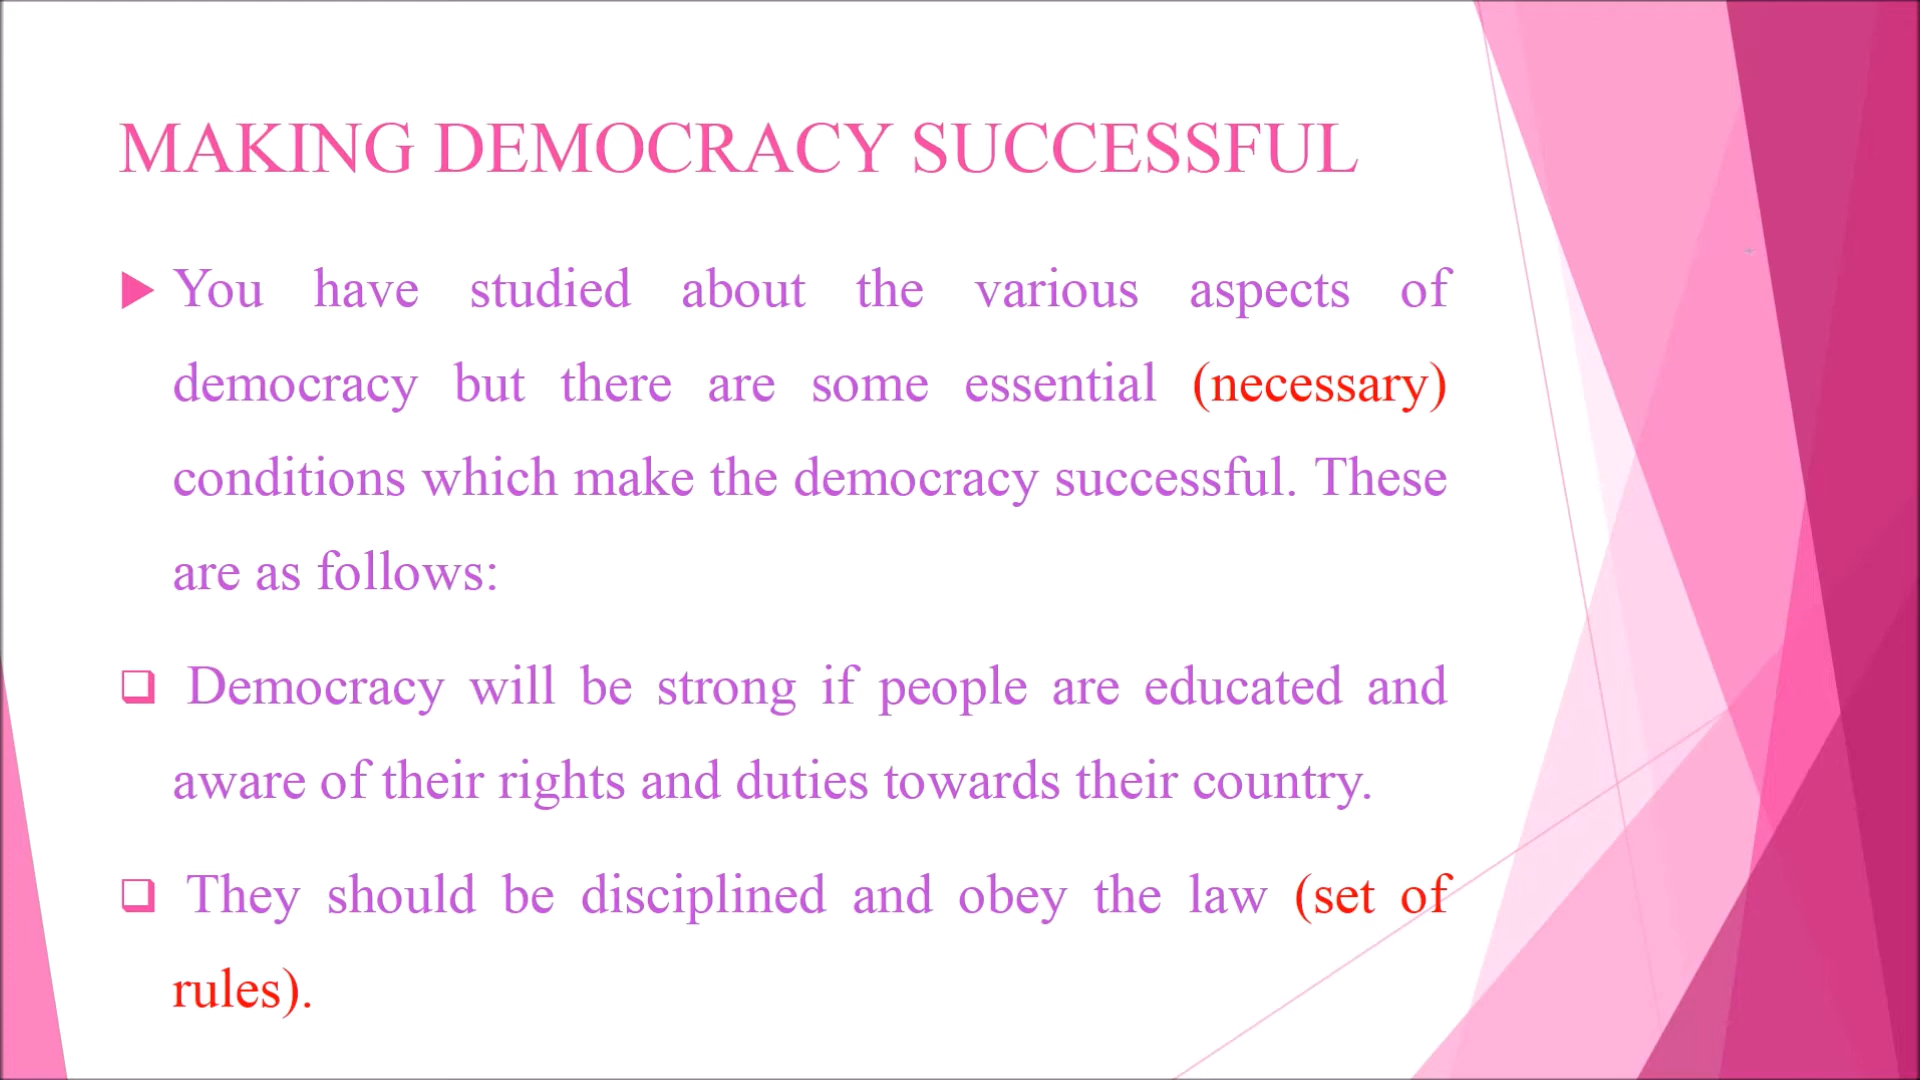 MAKING DEMOCRACY SUCCESSFUL
You have studied about the various aspects of
democracy but there are some essential (necessary)
conditions which make the democracy successful. These
are as follows:
Democracy will be strong if people are educated and
aware of their rights and duties towards their country.
They should be disciplined and obey the law (set of
rules).